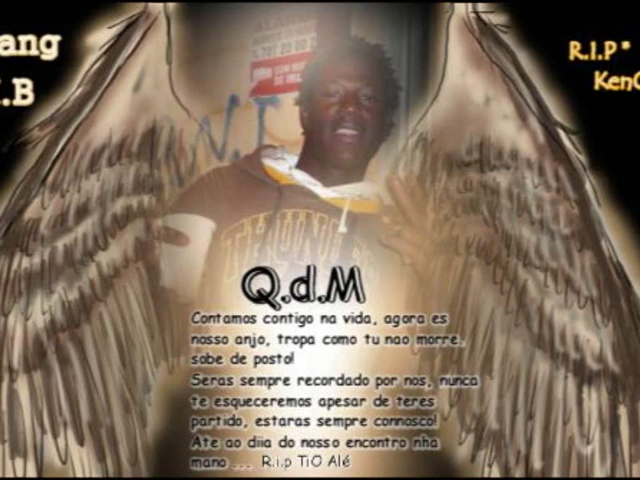 ang
.B
R.I.P *
Ken
THUN
Q.d.M
Contamos contigo na vida, agora es
nosso anjo, tropa como tu nao morre,
sobe de posto!
Seras sempre recordado por nos, nunca
te esqueceremos apesar de teres
partido, estaras sempre connosco!
Ate ao diia do nosso encontro nha
mano ... R.i.p TiO Alé